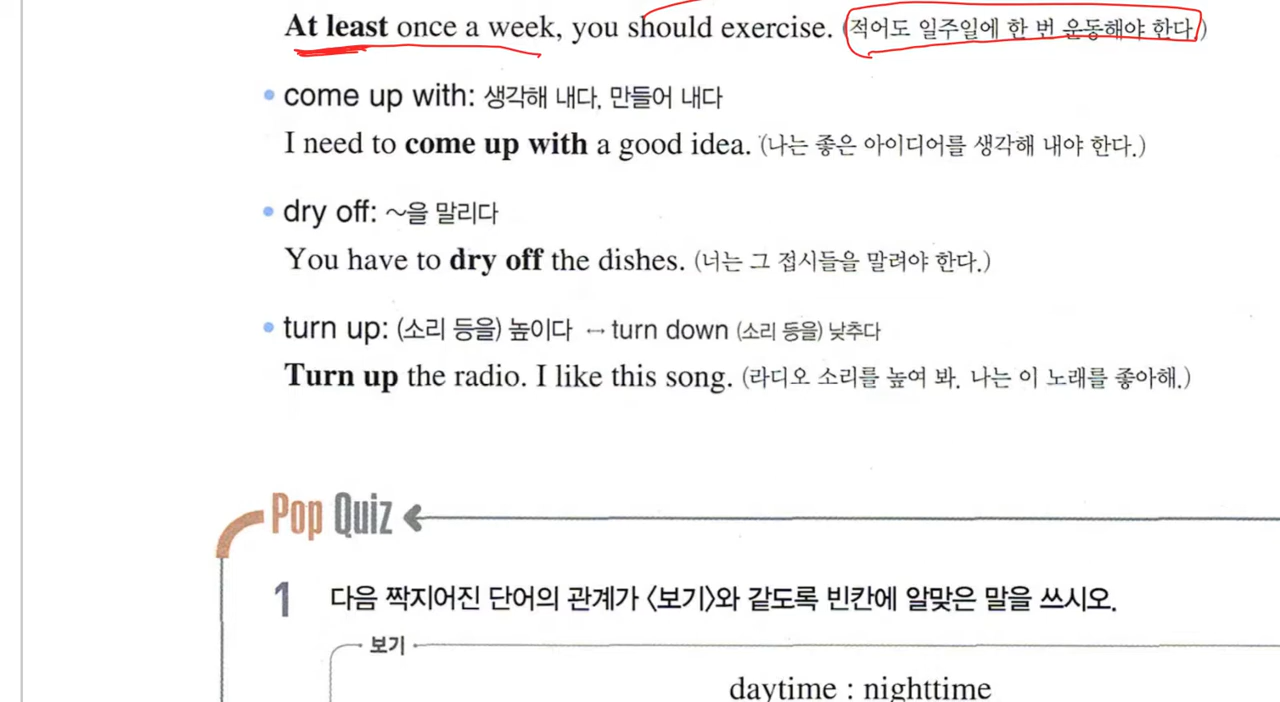 At least once a week, you should exercise. (적어도 일주일에 한 번 운동해야 한다.)
• come up with: 생각해 내다, 만들어 내다
I need to come up with a good idea. (나는 좋은 아이디어를 생각해 내야 한다.)
• dry off: ~을 말리다
You have to dry off the dishes. (너는 그 접시들을 말려야 한다.)
• turn up: (소리 등을) 높이다 ↔ turn down (소리 등을) 낮추다
Turn up the radio. I like this song. (라디오 소리를 높여 봐. 나는 이 노래를 좋아해.)
Pop Quiz
1 다음 짝지어진 단어의 관계가 〈보기〉와 같도록 빈칸에 알맞은 말을 쓰시오.
보기
daytime : nighttime